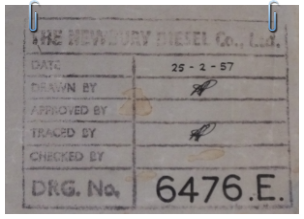 THE NEWBURY DIESEL Co., Ltd.
DATE 25 - 2 - 57
DRAWN BY
APPROVED BY
TRACED BY
CHECKED BY
DRG. No. 6476.E.